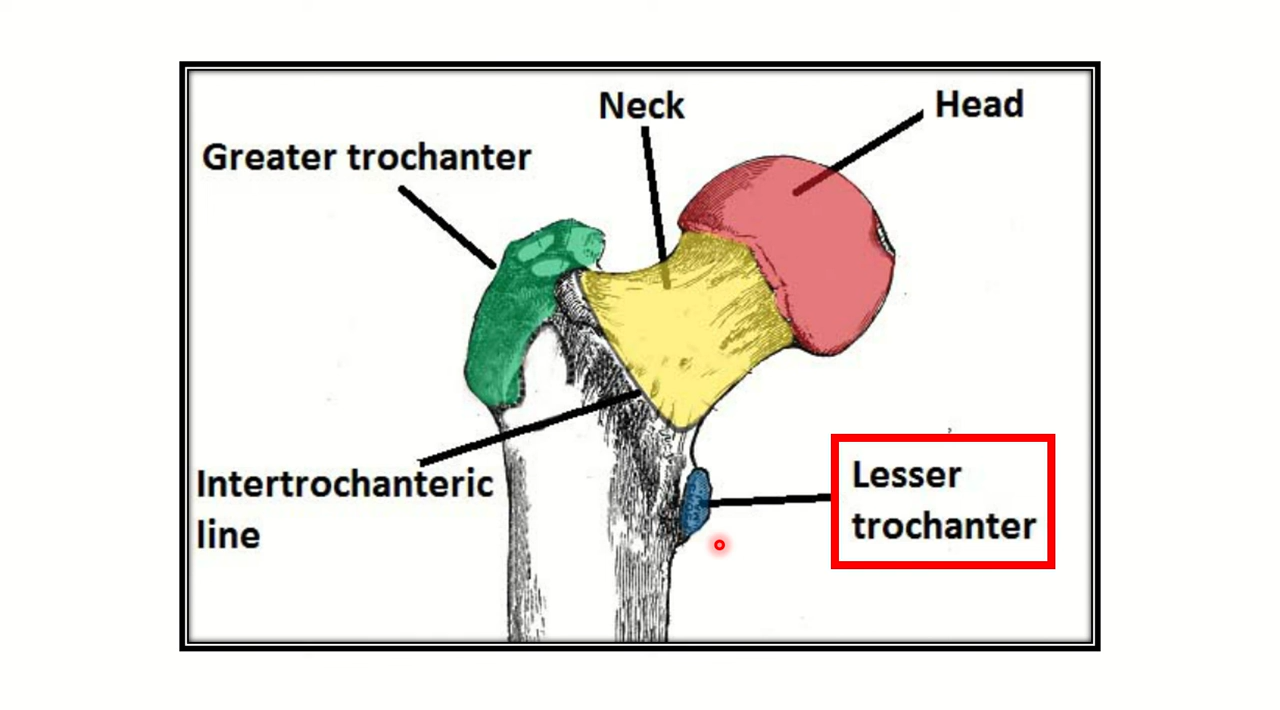 Neck
Head
Greater trochanter
Intertrochanteric
line
Lesser
trochanter